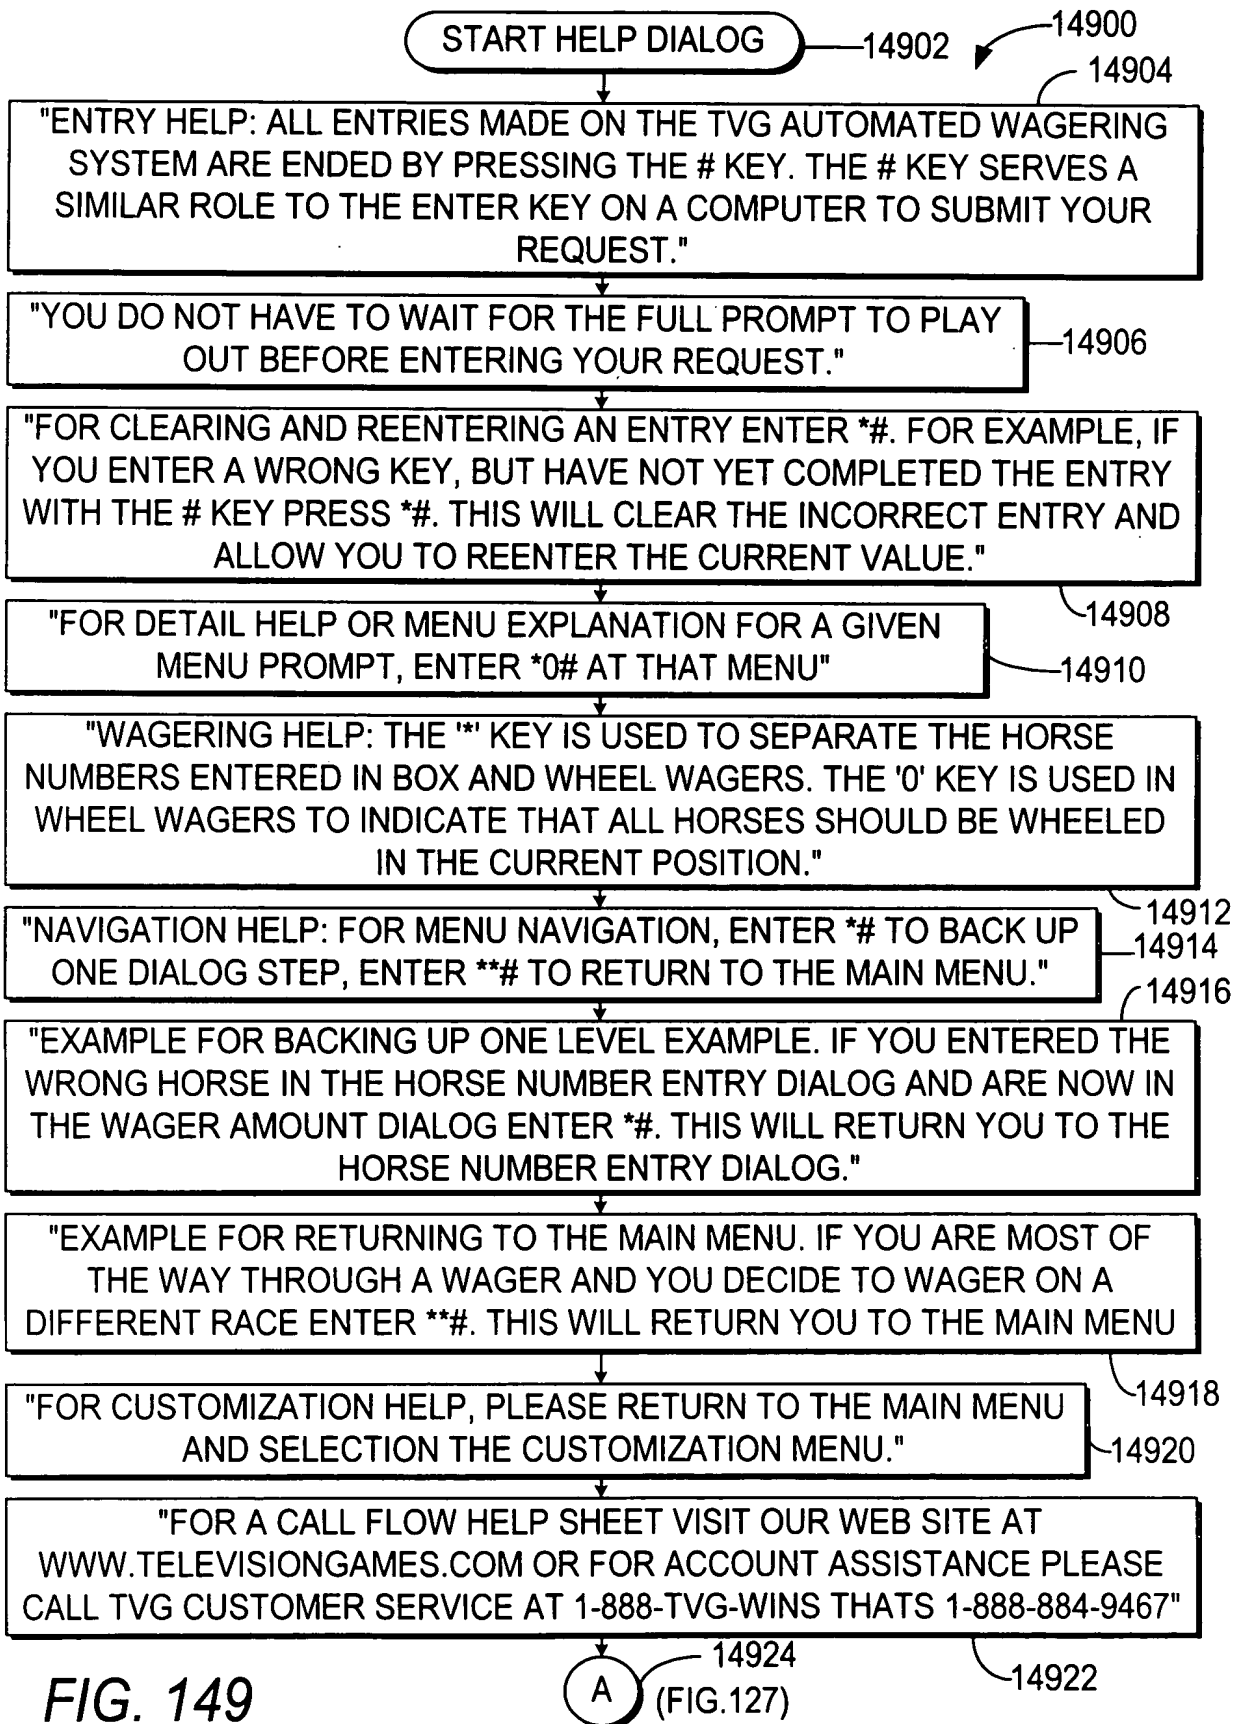 START HELP DIALOG
14902
14900
14904
"ENTRY HELP: ALL ENTRIES MADE ON THE TVG AUTOMATED WAGERING
SYSTEM ARE ENDED BY PRESSING THE # KEY. THE # KEY SERVES A
SIMILAR ROLE TO THE ENTER KEY ON A COMPUTER TO SUBMIT YOUR
REQUEST."
"YOU DO NOT HAVE TO WAIT FOR THE FULL PROMPT TO PLAY
OUT BEFORE ENTERING YOUR REQUEST."
14906
"FOR CLEARING AND REENTERING AN ENTRY ENTER *#. FOR EXAMPLE, IF
YOU ENTER A WRONG KEY, BUT HAVE NOT YET COMPLETED THE ENTRY
WITH THE # KEY PRESS *#. THIS WILL CLEAR THE INCORRECT ENTRY AND
ALLOW YOU TO REENTER THE CURRENT VALUE."
14908
"FOR DETAIL HELP OR MENU EXPLANATION FOR A GIVEN
MENU PROMPT, ENTER *0# AT THAT MENU"
14910
"WAGERING HELP: THE '*' KEY IS USED TO SEPARATE THE HORSE
NUMBERS ENTERED IN BOX AND WHEEL WAGERS. THE '0' KEY IS USED IN
WHEEL WAGERS TO INDICATE THAT ALL HORSES SHOULD BE WHEELED
IN THE CURRENT POSITION."
14912
"NAVIGATION HELP: FOR MENU NAVIGATION, ENTER *# TO BACK UP
ONE DIALOG STEP, ENTER **# TO RETURN TO THE MAIN MENU."
14914
14916
"EXAMPLE FOR BACKING UP ONE LEVEL EXAMPLE. IF YOU ENTERED THE
WRONG HORSE IN THE HORSE NUMBER ENTRY DIALOG AND ARE NOW IN
THE WAGER AMOUNT DIALOG ENTER *#. THIS WILL RETURN YOU TO THE
HORSE NUMBER ENTRY DIALOG."
"EXAMPLE FOR RETURNING TO THE MAIN MENU. IF YOU ARE MOST OF
THE WAY THROUGH A WAGER AND YOU DECIDE TO WAGER ON A
DIFFERENT RACE ENTER **#. THIS WILL RETURN YOU TO THE MAIN MENU
14918
"FOR CUSTOMIZATION HELP, PLEASE RETURN TO THE MAIN MENU
AND SELECTION THE CUSTOMIZATION MENU."
14920
"FOR A CALL FLOW HELP SHEET VISIT OUR WEB SITE AT
WWW.TELEVISIONGAMES.COM OR FOR ACCOUNT ASSISTANCE PLEASE
CALL TVG CUSTOMER SERVICE AT 1-888-TVG-WINS THATS 1-888-884-9467"
14922
A
14924
(FIG.127)
FIG. 149